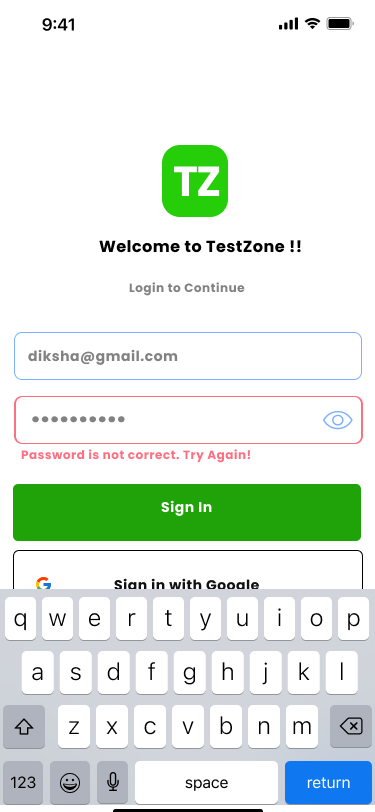 9:41
TZ
Welcome to TestZone !!
Login to Continue
diksha@gmail.com
••••••••••
Password is not correct. Try Again!
Sign In
Sign in with Google
q w e r t y u i o p
a s d f g h j k l
z x c v b n m
123 space return